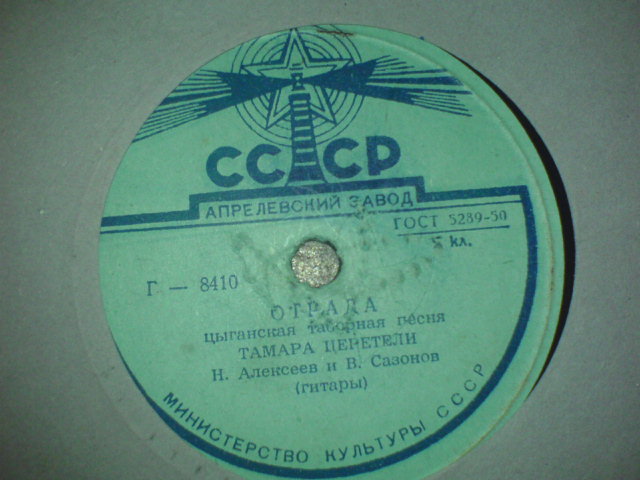 СССР
АПРЕЛЕВСКИЙ ЗАВОД
ГОСТ 5289-50
кл.
Г — 8410
ОТРАДА
цыганская таборная песня
ТАМАРА ЦЕРЕТЕЛИ
Н. Алексеев и В. Сазонов
(гитары)
МИНИСТЕРСТВО КУЛЬТУРЫ СССР